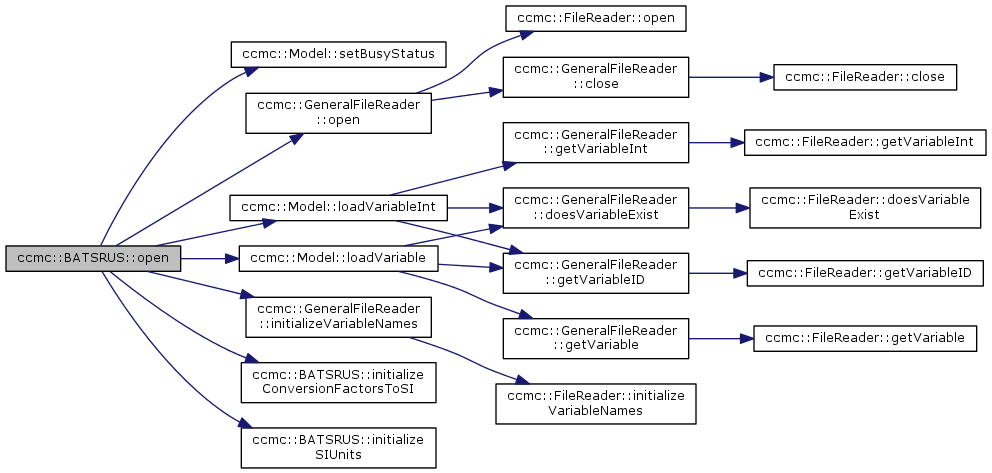 ccmc::BATSRUS::open
ccmc::Model::setBusyStatus
ccmc::GeneralFileReader
::open
ccmc::Model::loadVariableInt
ccmc::Model::loadVariable
ccmc::GeneralFileReader
::initializeVariableNames
ccmc::BATSRUS::initialize
ConversionFactorsToSI
ccmc::BATSRUS::initialize
SIUnits
ccmc::FileReader::open
ccmc::GeneralFileReader
::close
ccmc::GeneralFileReader
::getVariableInt
ccmc::GeneralFileReader
::doesVariableExist
ccmc::GeneralFileReader
::getVariableID
ccmc::GeneralFileReader
::getVariable
ccmc::FileReader::initialize
VariableNames
ccmc::FileReader::close
ccmc::FileReader::getVariableInt
ccmc::FileReader::doesVariable
Exist
ccmc::FileReader::getVariableID
ccmc::FileReader::getVariable